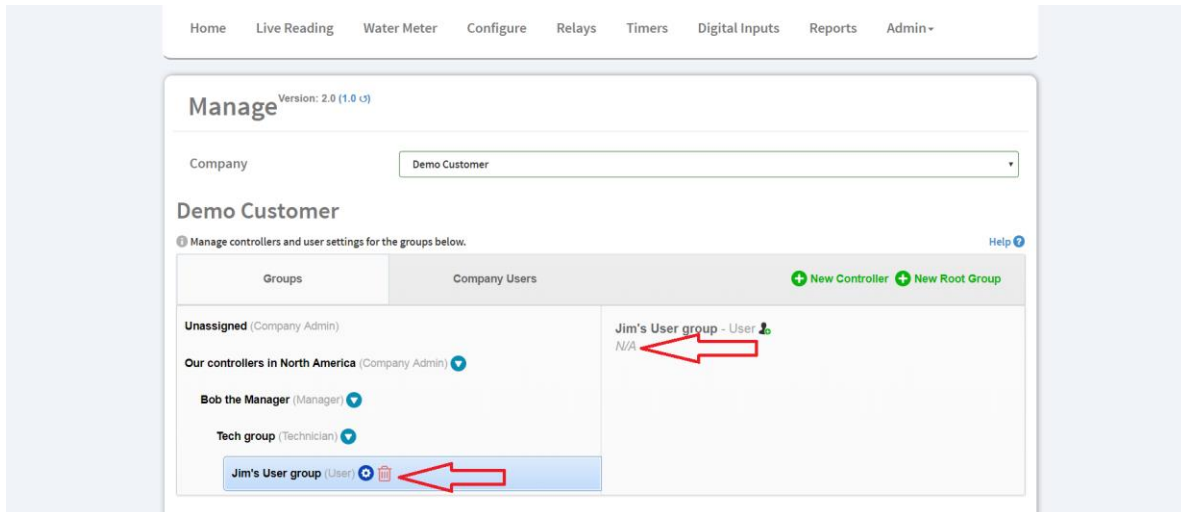 Home Live Reading Water Meter Configure Relays Timers Digital Inputs Reports Admin
Manage Version: 2.0 (1.0 ↺)
Company Demo Customer
Demo Customer
Manage controllers and user settings for the groups below. Help
Groups Company Users New Controller New Root Group
Unassigned (Company Admin)
Jim's User group - User
N/A
Our controllers in North America (Company Admin)
Bob the Manager (Manager)
Tech group (Technician)
Jim's User group (User)